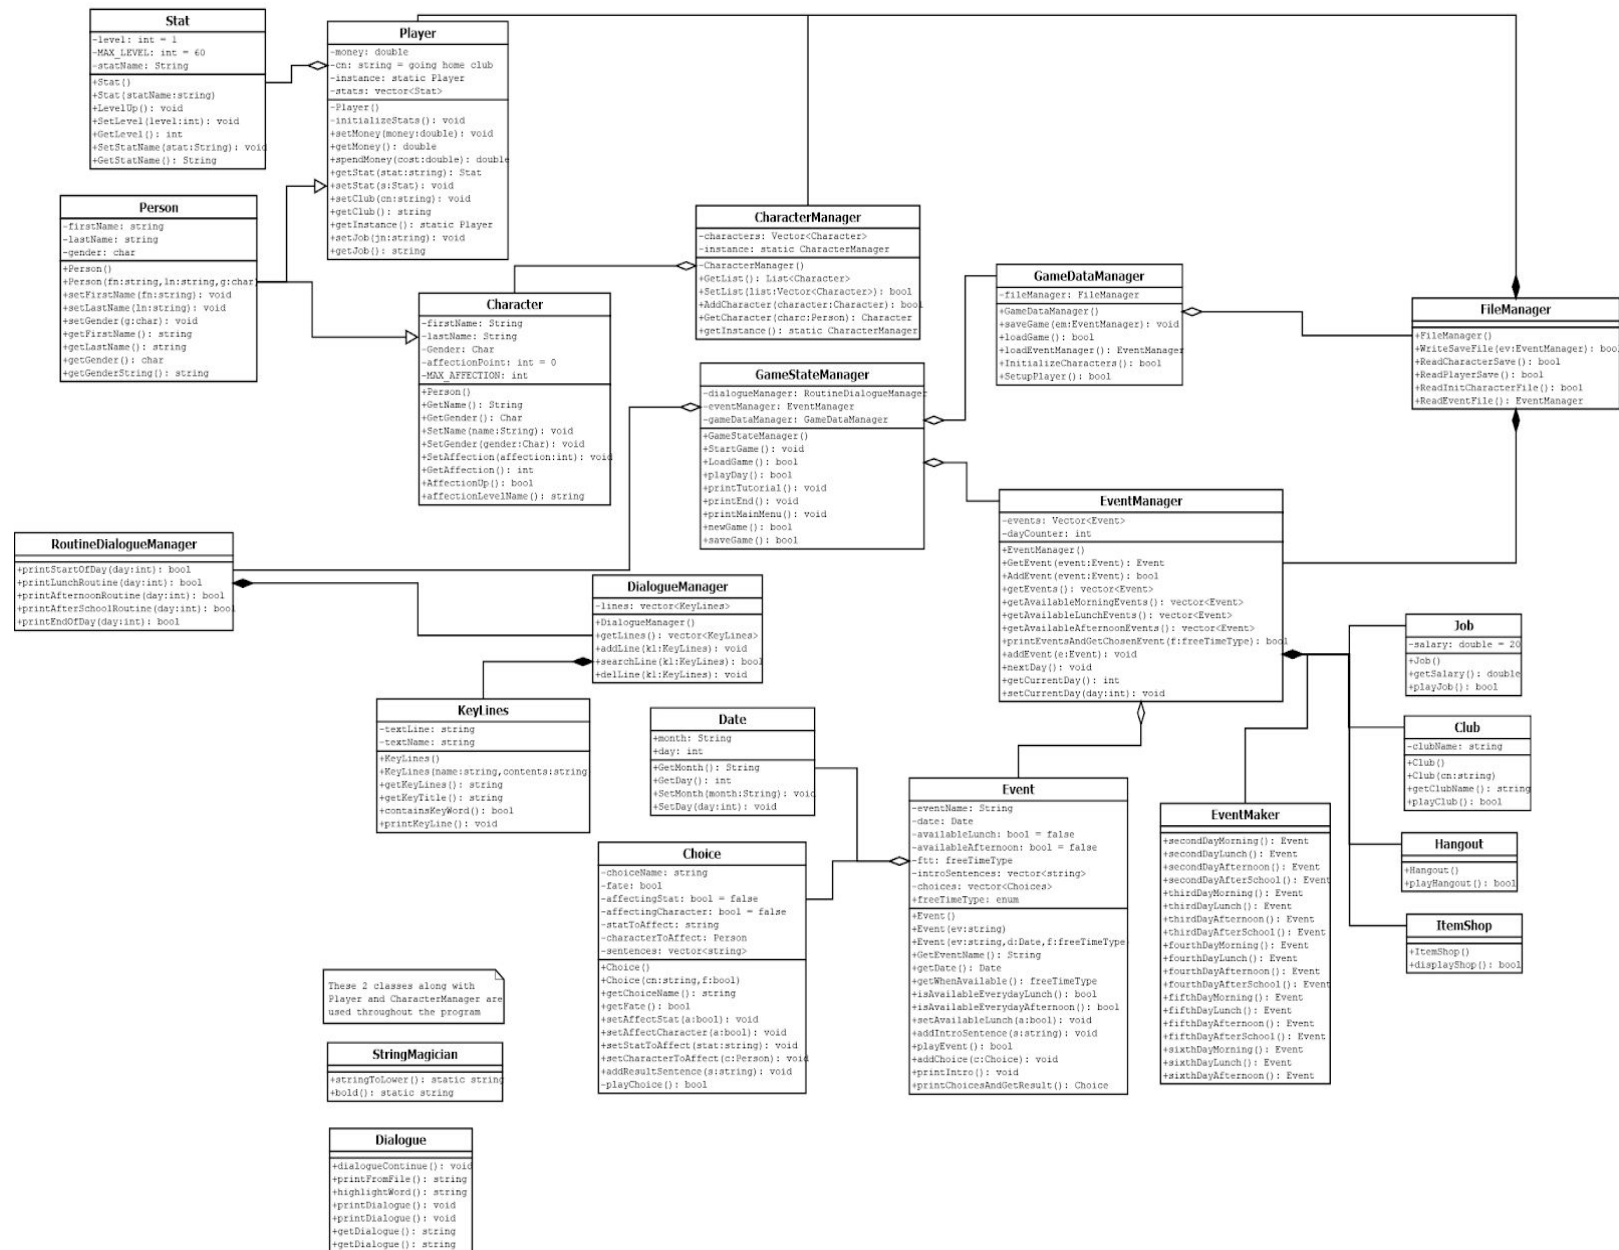 Stat
-level: int = 1
-MAX_LEVEL: int = 60
-statName: String
+Stat()
+Stat(statName:string)
+LevelUp(): void
+SetLevel(level:int): void
+GetLevel(): int
+SetStatName(stat:String): void
+GetStatName(): String
Player
-money: double
-cn: string = going home club
-instance: static Player
-stats: vector<Stat>
-Player()
-initializeStats(): void
+setMoney(money:double): void
+getMoney(): double
+spendMoney(cost:double): double
+getStat(stat:string): Stat
+setStat(s:Stat): void
+setClub(cn:string): void
+getClub(): string
+getInstance(): static Player
+setJob(jn:string): void
+getJob(): string
Person
-firstName: string
-lastName: string
-gender: char
+Person()
+Person(fn:string,ln:string,g:char)
+setFirstName(fn:string): void
+setLastName(ln:string): void
+setGender(g:char): void
+getFirstName(): string
+getLastName(): string
+getGender(): char
+getGenderString(): string
Character
-firstName: String
-lastName: String
-Gender: Char
-affectionPoint: int = 0
-MAX_AFFECTION: int
+Person()
+GetName(): String
+GetGender(): Char
+SetName(name:String): void
+SetGender(gender:Char): void
+SetAffection(affection:int): void
+GetAffection(): int
+AffectionUp(): bool
+affectionLevelName(): string
CharacterManager
-characters: Vector<Character>
-instance: static CharacterManager
-CharacterManager()
+GetList(): List<Character>
+SetList(list:Vector<Character>): bool
+AddCharacter(character:Character): bool
+GetCharacter(charc:Person): Character
+getInstance(): static CharacterManager
GameDataManager
-fileManager: FileManager
+GameDataManager()
+saveGame(em:EventManager): void
+loadGame(): bool
+loadEventManager(): EventManager
+InitializeCharacters(): bool
+SetupPlayer(): bool
FileManager
+FileManager()
+WriteSaveFile(ev:EventManager): bool
+ReadCharacterSave(): bool
+ReadPlayerSave(): bool
+ReadInitCharacterFile(): bool
+ReadEventFile(): EventManager
GameStateManager
-dialogueManager: RoutineDialogueManager
-eventManager: EventManager
-gameDataManager: GameDataManager
+GameStateManager()
+StartGame(): void
+LoadGame(): bool
+playDay(): bool
+printTutorial(): void
+printEnd(): void
+printMainMenu(): void
+newGame(): bool
+saveGame(): bool
EventManager
-events: Vector<Event>
-dayCounter: int
+EventManager()
+GetEvent(event:Event): Event
+AddEvent(event:Event): bool
+getEvents(): vector<Event>
+getAvailableMorningEvents(): vector<Event>
+getAvailableLunchEvents(): vector<Event>
+getAvailableAfternoonEvents(): vector<Event>
+printEventsAndGetChosenEvent(f:freeTimeType): bool
+addEvent(e:Event): void
+nextDay(): void
+getCurrentDay(): int
+setCurrentDay(day:int): void
RoutineDialogueManager
+printStartOfDay(day:int): bool
+printLunchRoutine(day:int): bool
+printAfternoonRoutine(day:int): bool
+printAfterSchoolRoutine(day:int): bool
+printEndOfDay(day:int): bool
DialogueManager
-lines: vector<KeyLines>
+DialogueManager()
+getLines(): vector<KeyLines>
+addLine(kl:KeyLines): void
+searchLine(kl:KeyLines): bool
+delLine(kl:KeyLines): void
KeyLines
-textLine: string
-textName: string
+KeyLines()
+KeyLines(name:string,contents:string
+getKeyLines(): string
+getKeyTitle(): string
+containsKeyWord(): bool
+printKeyLine(): void
Date
+month: String
+day: int
+GetMonth(): String
+GetDay(): int
+SetMonth(month:String): void
+SetDay(day:int): void
Job
-salary: double = 20
+Job()
+getSalary(): double
+playJob(): bool
Club
-clubName: string
+Club()
+Club(cn:string)
+getClubName(): string
+playClub(): bool
Hangout
+Hangout()
+playHangout(): bool
ItemShop
+ItemShop()
+displayShop(): bool
Event
-eventName: String
-date: Date
-availableLunch: bool = false
-availableAfternoon: bool = false
-ftt: freeTimeType
-introSentences: vector<string>
-choices: vector<Choices>
+freeTimeType: enum
+Event()
+Event(ev:string)
+Event(ev:string,d:Date,f:freeTimeType
+GetEventName(): String
+getDate(): Date
+getWhenAvailable(): freeTimeType
+isAvailableEverydayLunch(): bool
+isAvailableEverydayAfternoon(): bool
+setAvailableLunch(a:bool): void
+addIntroSentence(s:string): void
+playEvent(): bool
+addChoice(c:Choice): void
+printIntro(): void
+printChoicesAndGetResult(): Choice
EventMaker
+secondDayMorning(): Event
+secondDayLunch(): Event
+secondDayAfternoon(): Event
+secondDayAfterSchool(): Event
+thirdDayMorning(): Event
+thirdDayLunch(): Event
+thirdDayAfternoon(): Event
+thirdDayAfterSchool(): Event
+fourthDayMorning(): Event
+fourthDayLunch(): Event
+fourthDayAfternoon(): Event
+fourthDayAfterSchool(): Event
+fifthDayMorning(): Event
+fifthDayLunch(): Event
+fifthDayAfternoon(): Event
+fifthDayAfterSchool(): Event
+sixthDayMorning(): Event
+sixthDayLunch(): Event
+sixthDayAfternoon(): Event
Choice
-choiceName: string
-fate: bool
-affectingStat: bool = false
-affectingCharacter: bool = false
-statToAffect: string
-characterToAffect: Person
-sentences: vector<string>
+Choice()
+Choice(cn:string,f:bool)
+getChoiceName(): string
+getFate(): bool
+setAffectStat(a:bool): void
+setAffectCharacter(a:bool): void
+setStatToAffect(stat:string): void
+setCharacterToAffect(c:Person): void
+addResultSentence(s:string): void
-playChoice(): bool
These 2 classes along with
Player and CharacterManager are
used throughout the program
StringMagician
+stringToLower(): static string
+bold(): static string
Dialogue
+dialogueContinue(): void
+printFromFile(): string
+highlightWord(): string
+printDialogue(): void
+printDialogue(): void
+getDialogue(): string
+getDialogue(): string